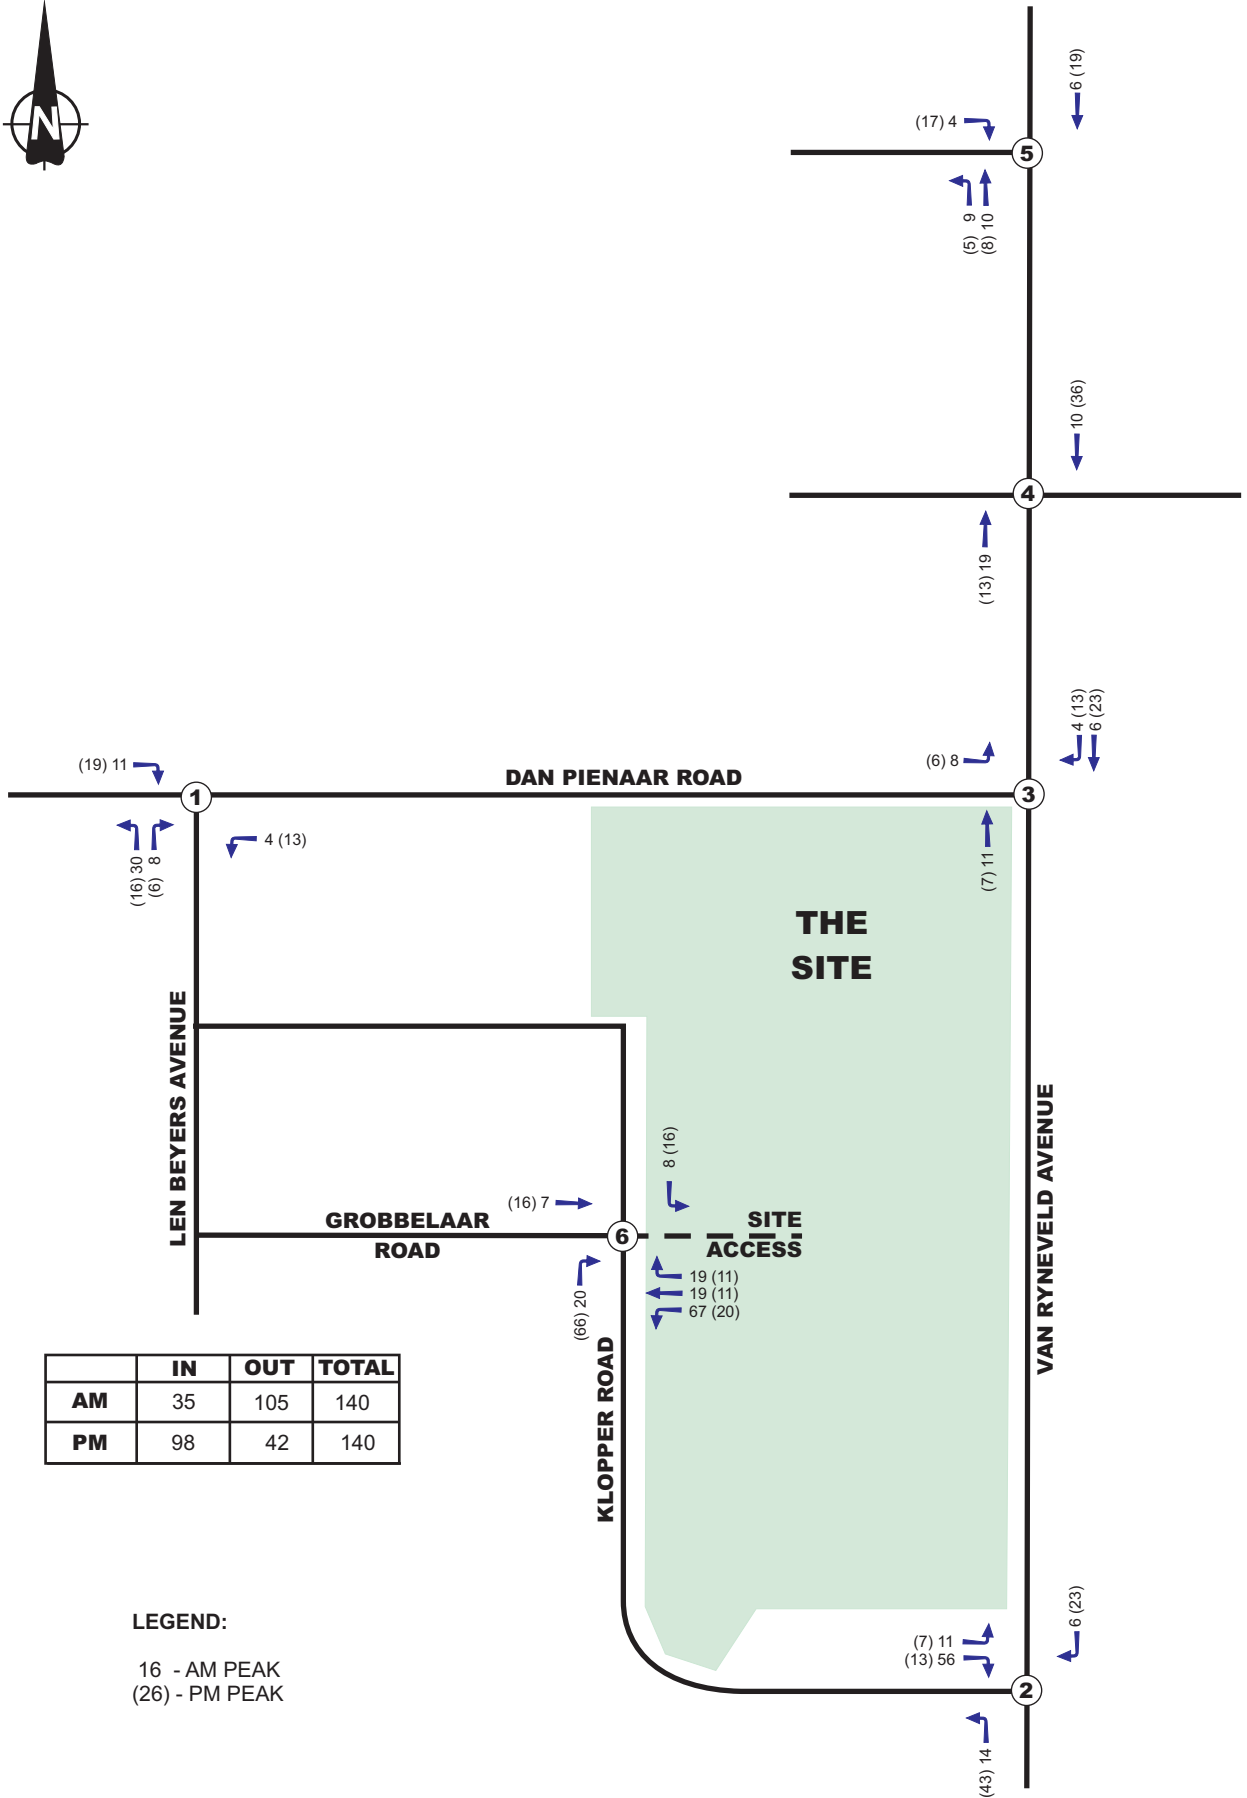 N
6 (19)
(17) 4
5
(5) 9
(8) 10
10 (36)
4
(13) 19
4 (13)
6 (23)
(6) 8
(19) 11
DAN PIENAAR ROAD
1
3
(16) 30
(6) 8
4 (13)
(7) 11
THE
SITE
LEN BEYERS AVENUE
VAN RYNEVELD AVENUE
8 (16)
(16) 7
GROBBELAAR
ROAD
6
SITE
ACCESS
19 (11)
19 (11)
67 (20)
(66) 20
KLOPPER ROAD
IN OUT TOTAL
AM 35 105 140
PM 98 42 140
LEGEND:
16 - AM PEAK
(26) - PM PEAK
6 (23)
(7) 11
(13) 56
2
(43) 14